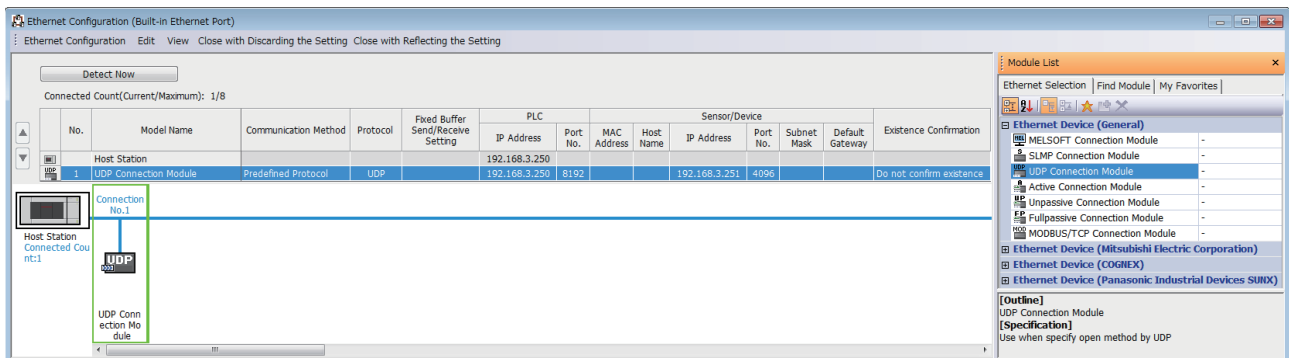 Ethernet Configuration (Built-in Ethernet Port)
Ethernet Configuration Edit View Close with Discarding the Setting Close with Reflecting the Setting
Detect Now
Connected Count(Current/Maximum): 1/8
No. Model Name Communication Method Protocol Fixed Buffer Send/Receive Setting PLC Sensor/Device Existence Confirmation
IP Address Port No. MAC Address Host Name IP Address Port No. Subnet Mask Default Gateway
Host Station 192.168.3.250
UDP 1 UDP Connection Module Predefined Protocol UDP 192.168.3.250 8192 192.168.3.251 4096 Do not confirm existence
Connection
No.1
Host Station
Connected Cou
nt:1
UDP
UDP Conn
ection Mo
dule
Module List
Ethernet Selection Find Module My Favorites
Ethernet Device (General)
MELSOFT Connection Module -
SLMP Connection Module -
UDP Connection Module -
Active Connection Module -
Unpassive Connection Module -
Fullpassive Connection Module -
MODBUS/TCP Connection Module -
Ethernet Device (Mitsubishi Electric Corporation)
Ethernet Device (COGNEX)
Ethernet Device (Panasonic Industrial Devices SUNX)
[Outline]
UDP Connection Module
[Specification]
Use when specify open method by UDP